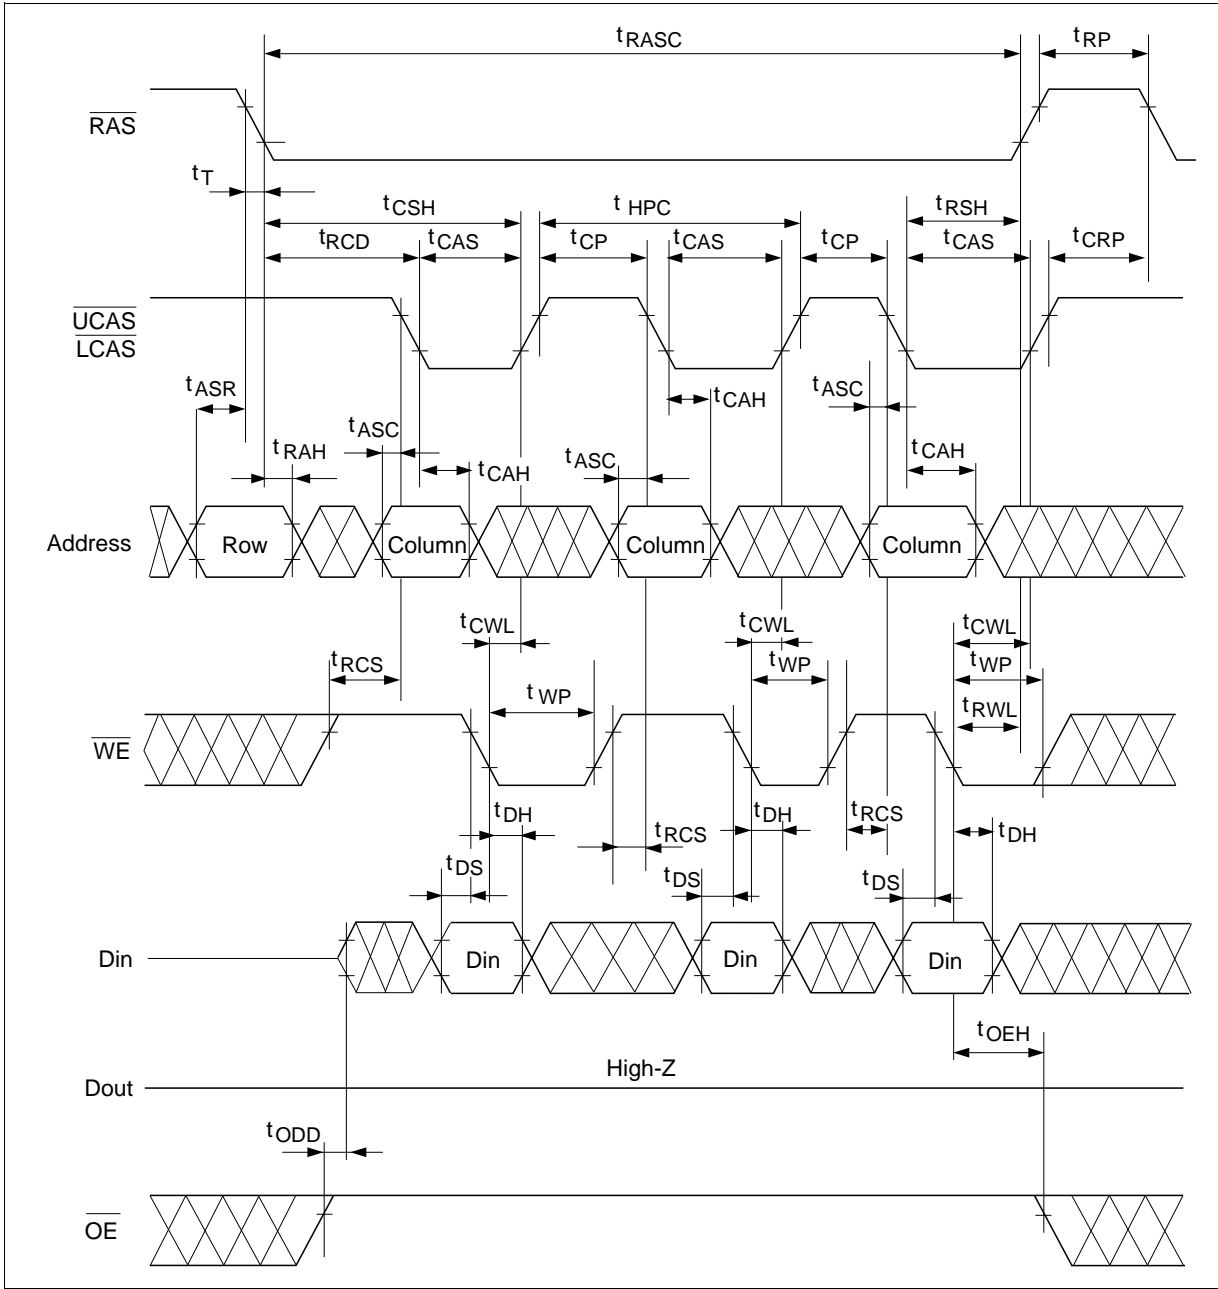 tRASC tRP
RAS
tT
tCSH tHPC tRSH
tRCD tCAS tCP tCAS tCP tCAS tCRP
UCAS
LCAS
tASR tASC tCAH tASC
tRAH tCAH tASC tCAH
Address Row Column Column Column
tCWL tCWL tCWL
tRCS tWP tWP tWP
tRWL
WE
tDH tRCS tDH tRCS tDH
tDS tDS tDS
Din Din Din Din
tOEH
High-Z
Dout
tODD
OE